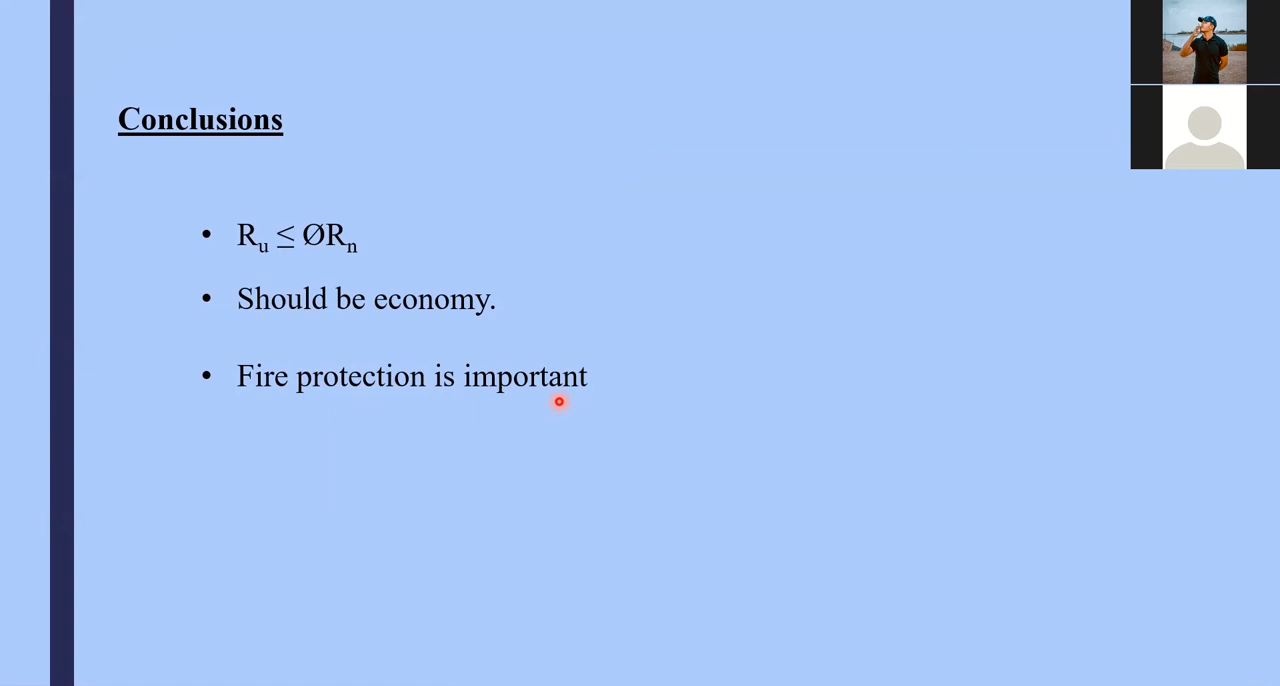 Conclusions
• Ru ≤ ØRn
• Should be economy.
• Fire protection is important